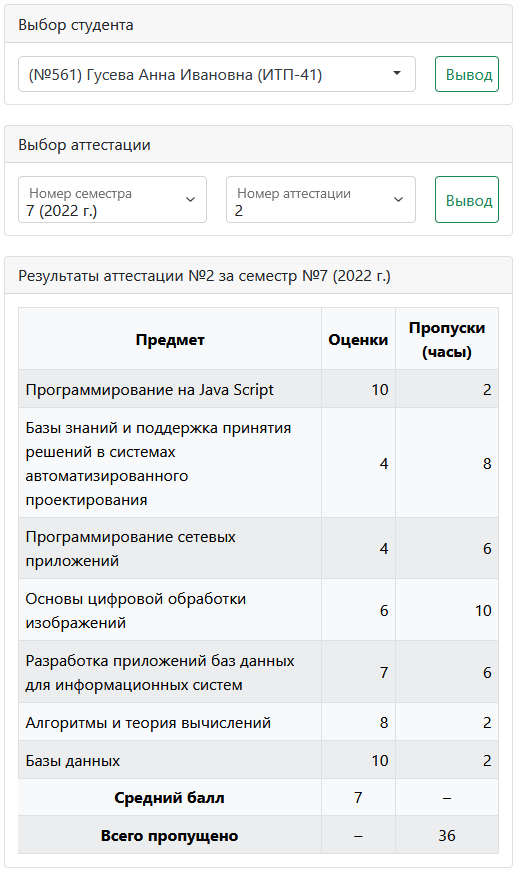 Выбор студента
(№561) Гусева Анна Ивановна (ИТП-41)
Вывод
Выбор аттестации
Номер семестра
7 (2022 г.)
Номер аттестации
2
Вывод
Результаты аттестации №2 за семестр №7 (2022 г.)
Предмет Оценки Пропуски (часы)
Программирование на Java Script 10 2
Базы знаний и поддержка принятия
решений в системах
автоматизированного
проектирования
4 8
Программирование сетевых
приложений
4 6
Основы цифровой обработки
изображений
6 10
Разработка приложений баз данных
для информационных систем
7 6
Алгоритмы и теория вычислений 8 2
Базы данных 10 2
Средний балл 7 –
Всего пропущено – 36